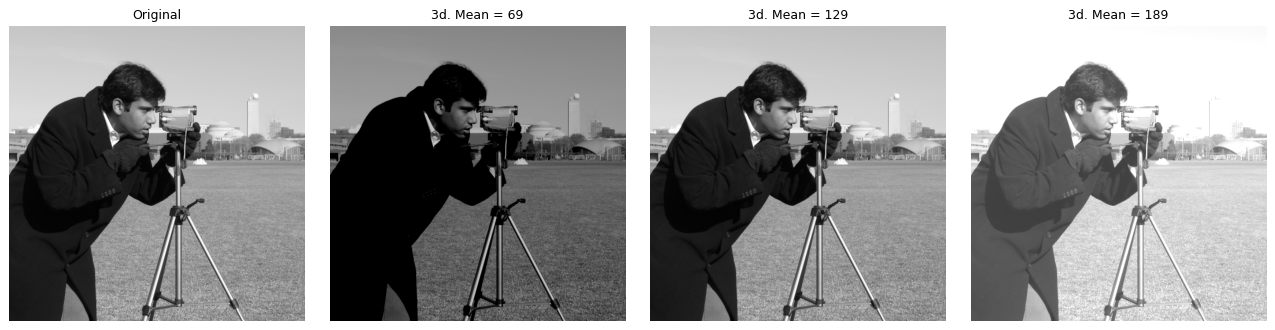 Original
3d. Mean = 69
3d. Mean = 129
3d. Mean = 189